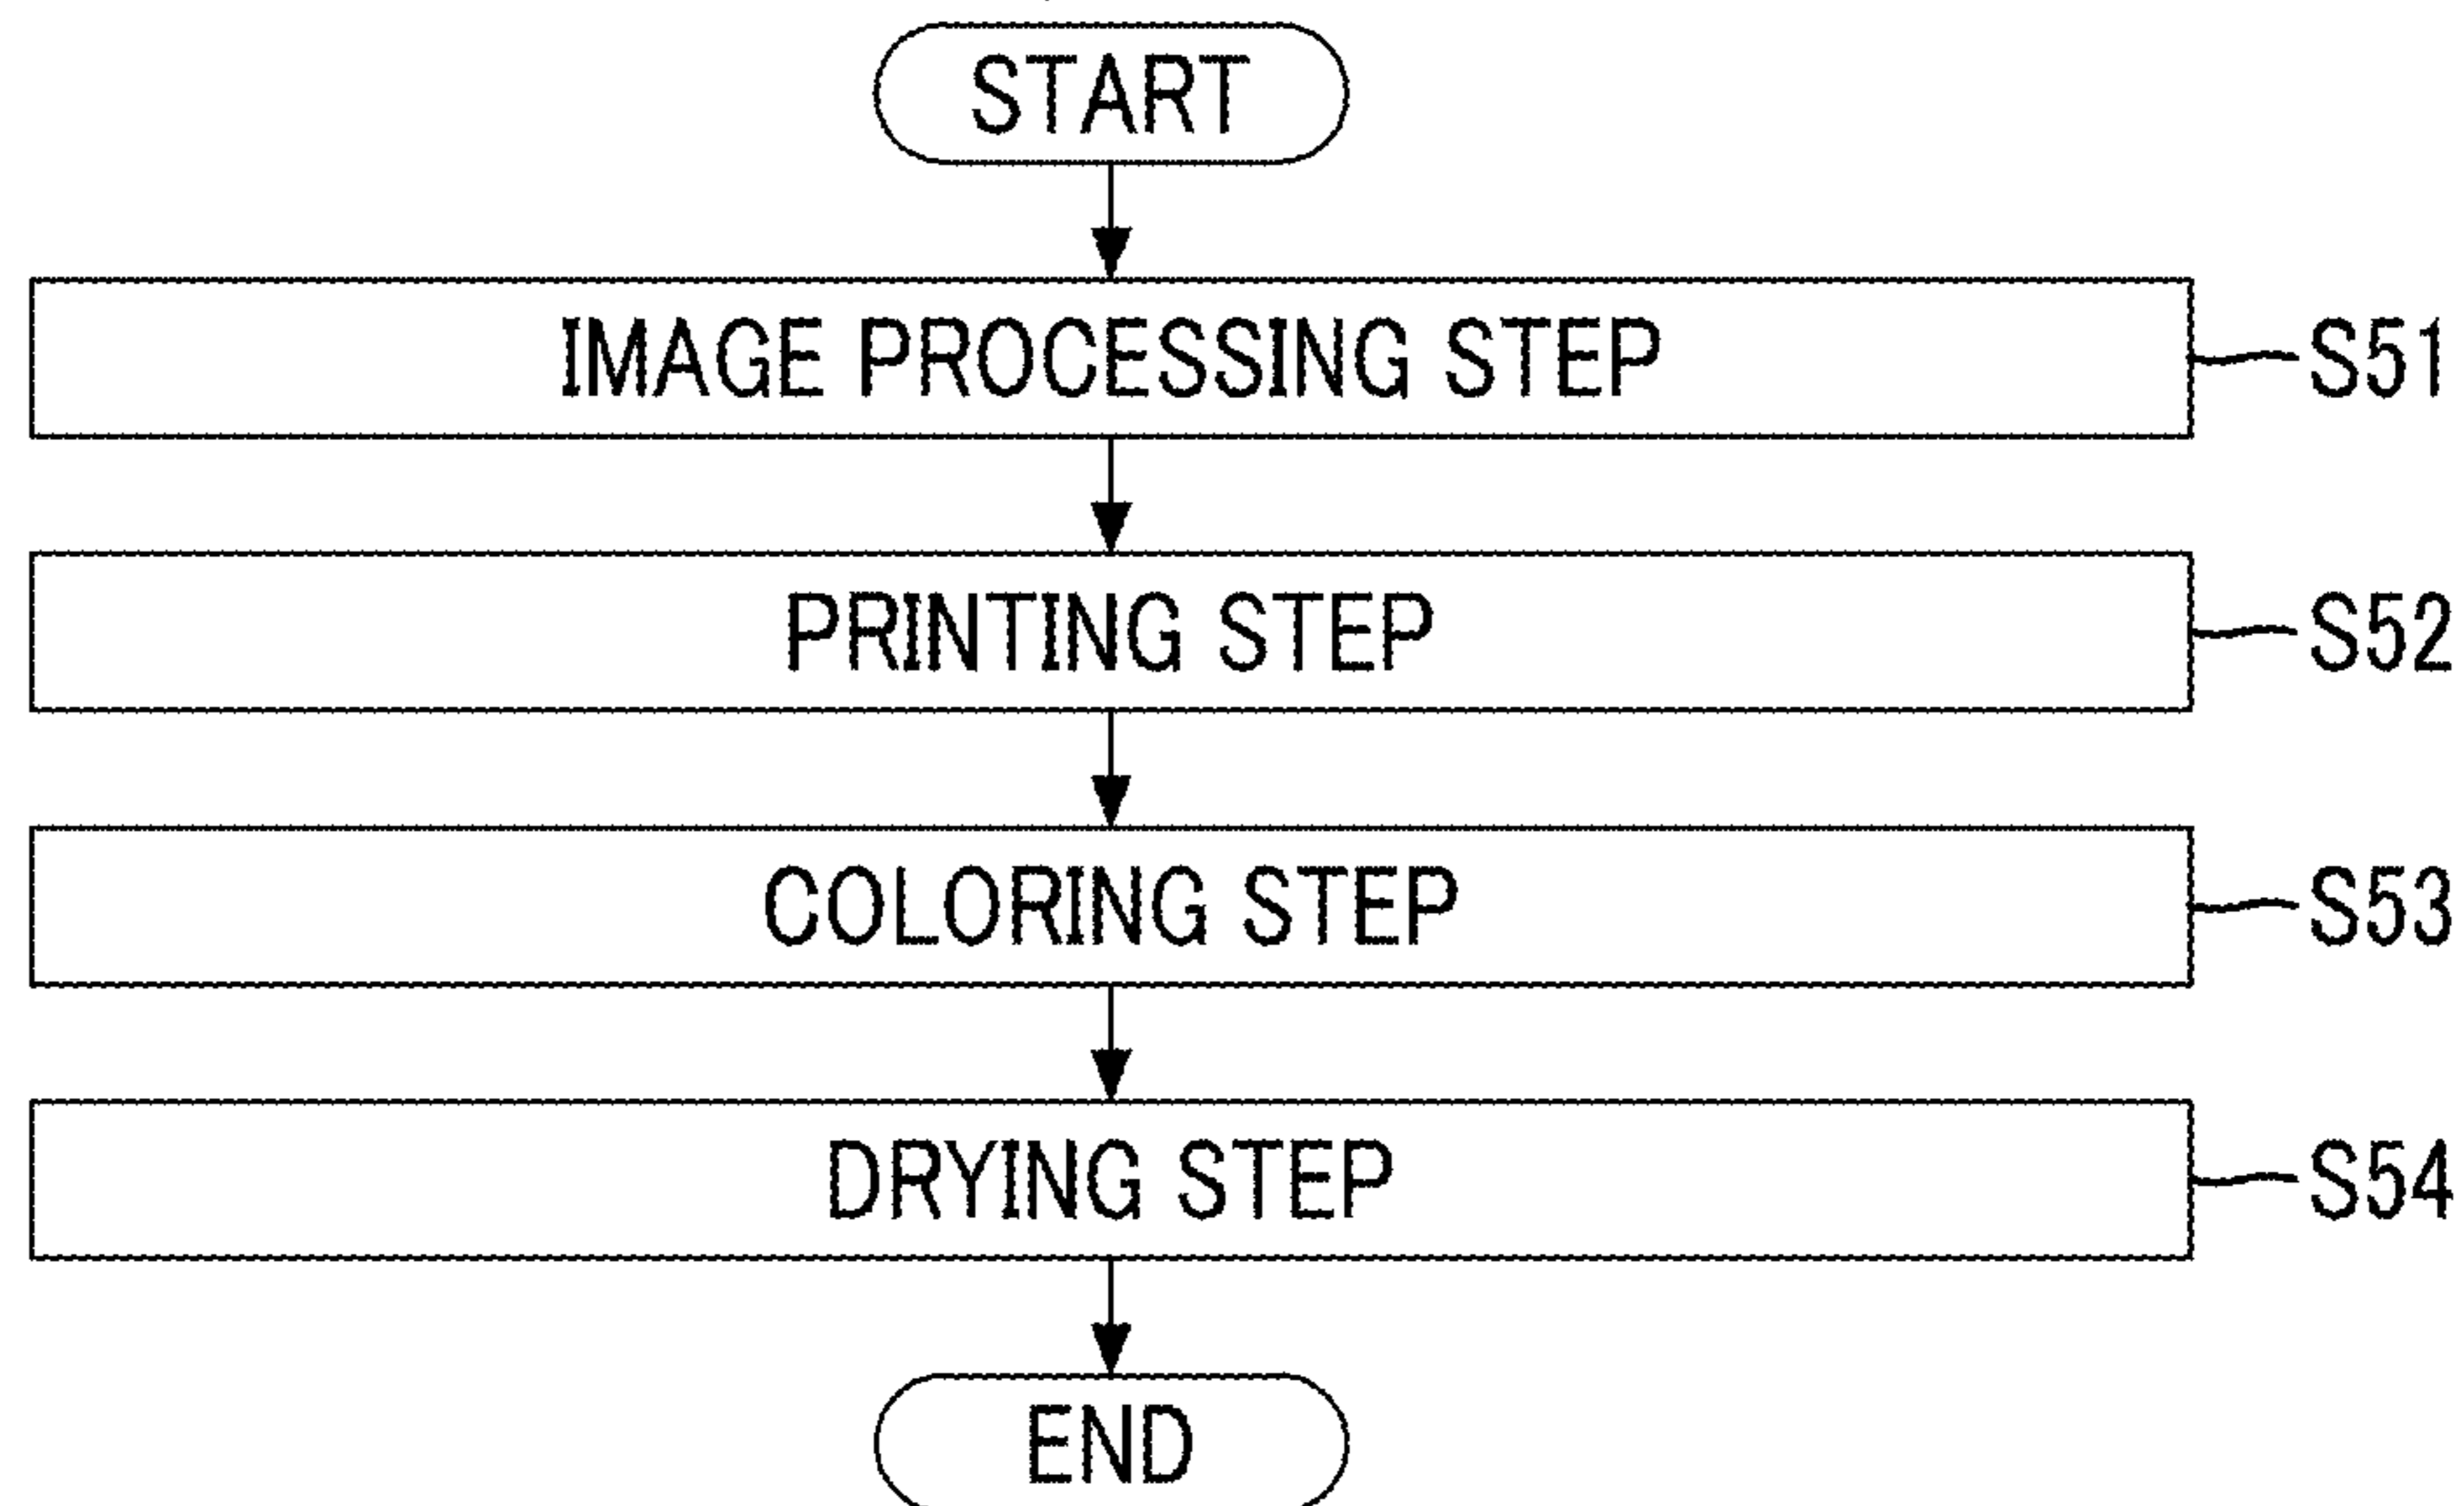 START
IMAGE PROCESSING STEP S51
PRINTING STEP S52
COLORING STEP S53
DRYING STEP S54
END